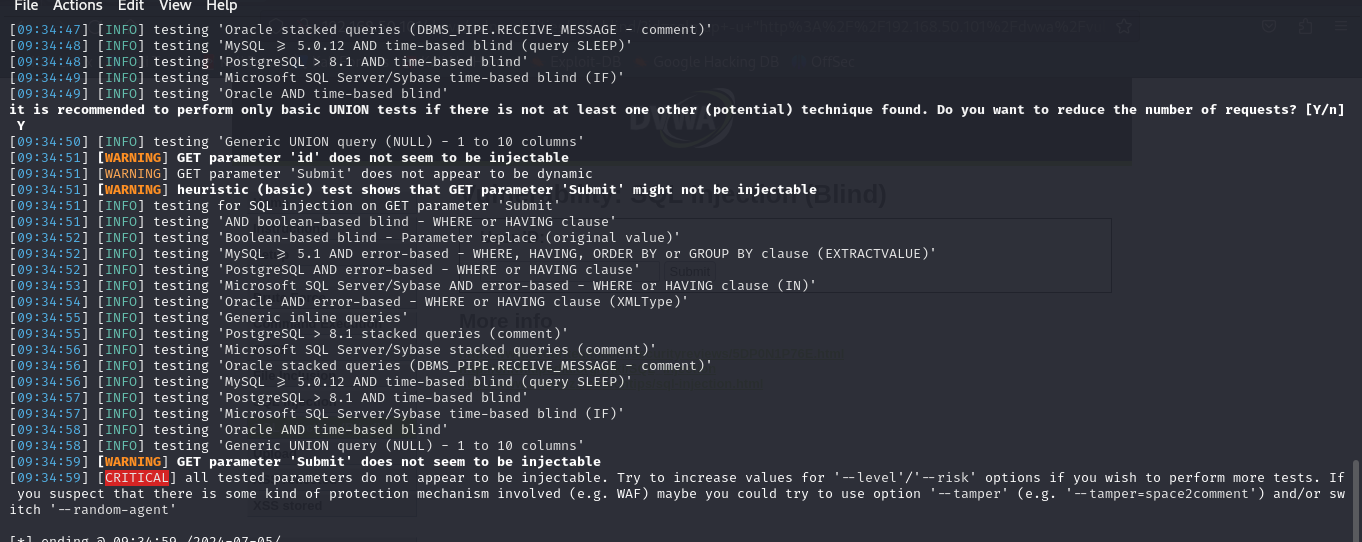 File Actions Edit View Help
[09:34:47] [INFO] testing 'Oracle stacked queries (DBMS_PIPE.RECEIVE_MESSAGE - comment)'
[09:34:48] [INFO] testing 'MySQL ≥ 5.0.12 AND time-based blind (query SLEEP)'
[09:34:48] [INFO] testing 'PostgreSQL > 8.1 AND time-based blind'
[09:34:49] [INFO] testing 'Microsoft SQL Server/Sybase time-based blind (IF)'
[09:34:49] [INFO] testing 'Oracle AND time-based blind'
it is recommended to perform only basic UNION tests if there is not at least one other (potential) technique found. Do you want to reduce the number of requests? [Y/n]
Y
[09:34:50] [INFO] testing 'Generic UNION query (NULL) - 1 to 10 columns'
[09:34:51] [WARNING] GET parameter 'id' does not seem to be injectable
[09:34:51] [WARNING] GET parameter 'Submit' does not appear to be dynamic
[09:34:51] [WARNING] heuristic (basic) test shows that GET parameter 'Submit' might not be injectable
[09:34:51] [INFO] testing for SQL injection on GET parameter 'Submit'
[09:34:51] [INFO] testing 'AND boolean-based blind - WHERE or HAVING clause'
[09:34:52] [INFO] testing 'Boolean-based blind - Parameter replace (original value)'
[09:34:52] [INFO] testing 'MySQL ≥ 5.1 AND error-based - WHERE, HAVING, ORDER BY or GROUP BY clause (EXTRACTVALUE)'
[09:34:52] [INFO] testing 'PostgreSQL AND error-based - WHERE or HAVING clause'
[09:34:53] [INFO] testing 'Microsoft SQL Server/Sybase AND error-based - WHERE or HAVING clause (IN)'
[09:34:54] [INFO] testing 'Oracle AND error-based - WHERE or HAVING clause (XMLType)'
[09:34:55] [INFO] testing 'Generic inline queries'
[09:34:55] [INFO] testing 'PostgreSQL > 8.1 stacked queries (comment)'
[09:34:56] [INFO] testing 'Microsoft SQL Server/Sybase stacked queries (comment)'
[09:34:56] [INFO] testing 'Oracle stacked queries (DBMS_PIPE.RECEIVE_MESSAGE - comment)'
[09:34:56] [INFO] testing 'MySQL ≥ 5.0.12 AND time-based blind (query SLEEP)'
[09:34:57] [INFO] testing 'PostgreSQL > 8.1 AND time-based blind'
[09:34:57] [INFO] testing 'Microsoft SQL Server/Sybase time-based blind (IF)'
[09:34:58] [INFO] testing 'Oracle AND time-based blind'
[09:34:58] [INFO] testing 'Generic UNION query (NULL) - 1 to 10 columns'
[09:34:59] [WARNING] GET parameter 'Submit' does not seem to be injectable
[09:34:59] [CRITICAL] all tested parameters do not appear to be injectable. Try to increase values for '--level'/'--risk' options if you wish to perform more tests. If
you suspect that there is some kind of protection mechanism involved (e.g. WAF) maybe you could try to use option '--tamper' (e.g. '--tamper=space2comment') and/or sw
itch '--random-agent'
[*] ending @ 09:34:59 /2024-07-05/
Exploit-DB
Google Hacking DB
OffSec
DVWA
Vulnerability: SQL Injection (Blind)
Submit
More info
XSS stored